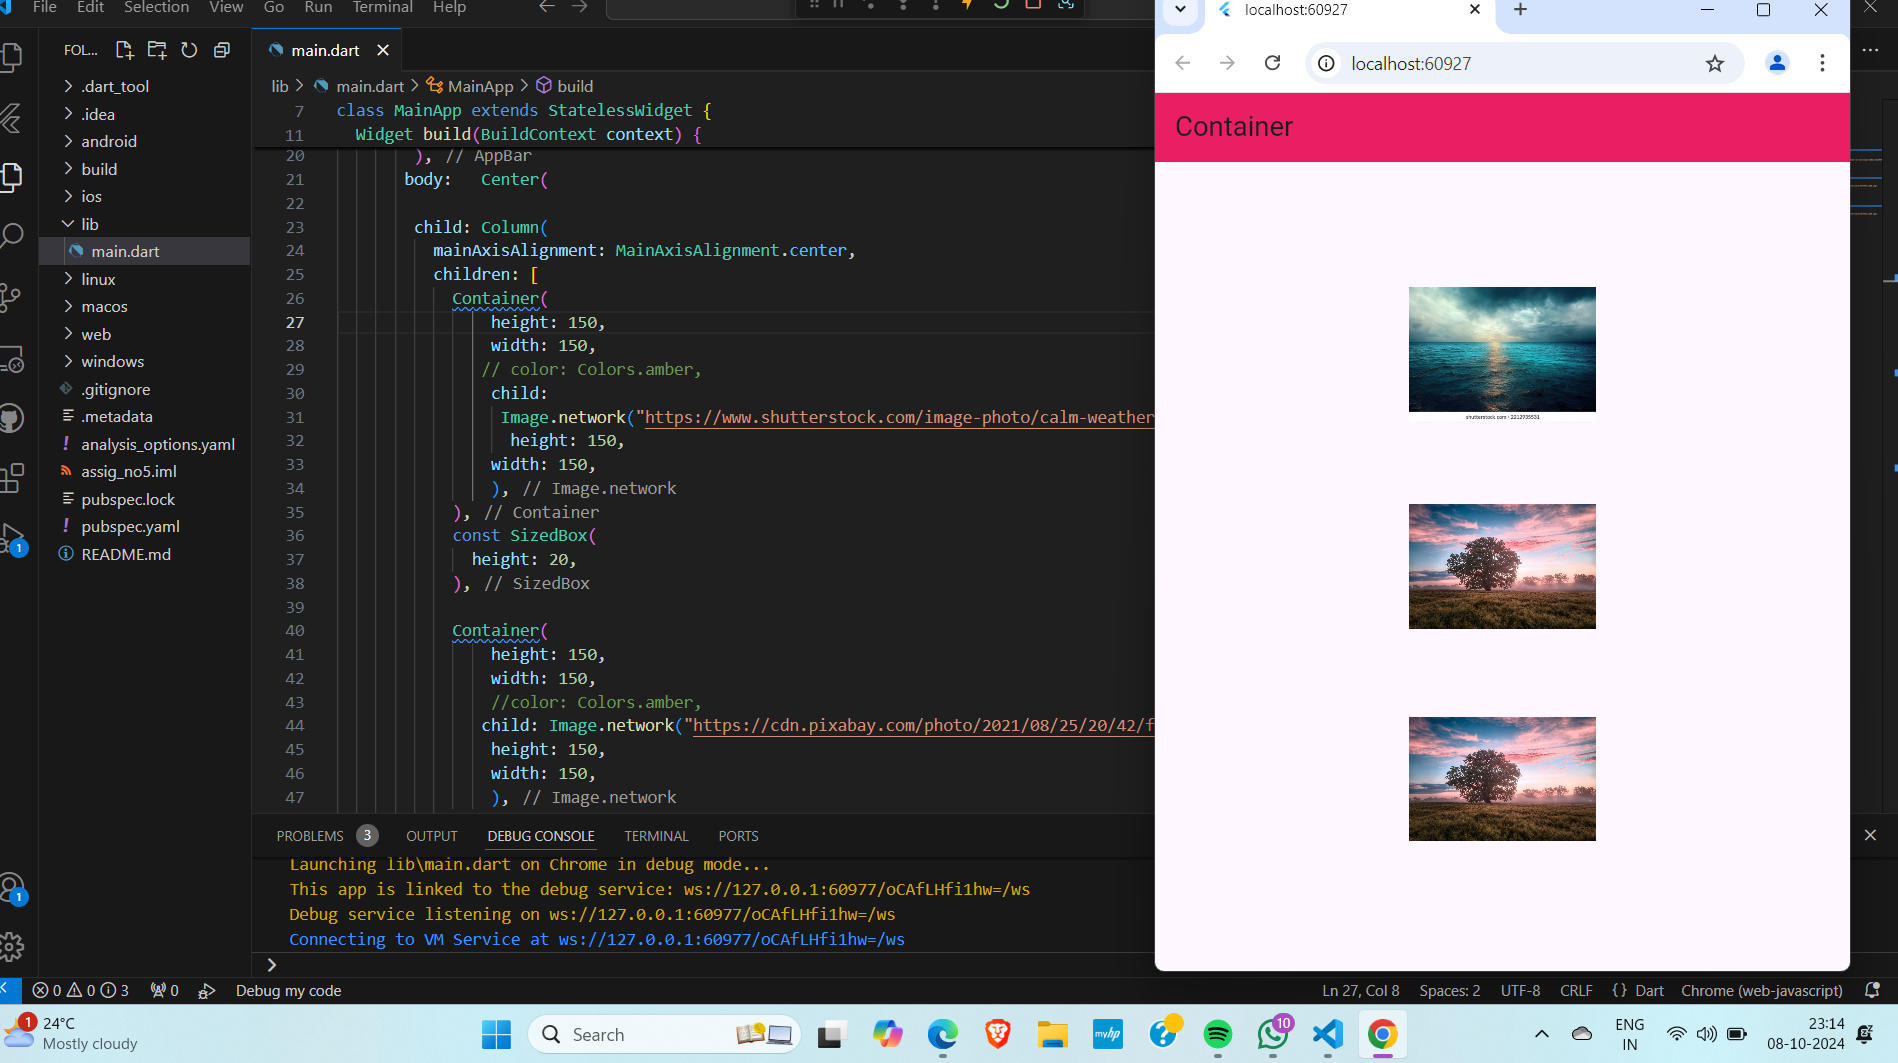 File Edit Selection View Go Run Terminal Help
FOL...
.dart_tool
.idea
android
build
ios
lib
main.dart
linux
macos
web
windows
.gitignore
.metadata
analysis_options.yaml
assig_no5.iml
pubspec.lock
pubspec.yaml
README.md
main.dart
lib > main.dart > MainApp > build
7 class MainApp extends StatelessWidget {
11 Widget build(BuildContext context) {
20 ), // AppBar
21 body: Center(
22
23 child: Column(
24 mainAxisAlignment: MainAxisAlignment.center,
25 children: [
26 Container(
27 height: 150,
28 width: 150,
29 // color: Colors.amber,
30 child:
31 Image.network("https://www.shutterstock.com/image-photo/calm-weather
32 height: 150,
33 width: 150,
34 ), // Image.network
35 ), // Container
36 const SizedBox(
37 height: 20,
38 ), // SizedBox
39
40 Container(
41 height: 150,
42 width: 150,
43 //color: Colors.amber,
44 child: Image.network("https://cdn.pixabay.com/photo/2021/08/25/20/42/f
45 height: 150,
46 width: 150,
47 ), // Image.network
PROBLEMS 3 OUTPUT DEBUG CONSOLE TERMINAL PORTS
Launching lib\main.dart on Chrome in debug mode...
This app is linked to the debug service: ws://127.0.0.1:60977/oCAfLHfi1hw=/ws
Debug service listening on ws://127.0.0.1:60977/oCAfLHfi1hw=/ws
Connecting to VM Service at ws://127.0.0.1:60977/oCAfLHfi1hw=/ws
localhost:60927
localhost:60927
Container
shutterstock.com · 2212935531
1
1
0 0 3 0 Debug my code
Ln 27, Col 8 Spaces: 2 UTF-8 CRLF {} Dart Chrome (web-javascript)
1
24°C
Mostly cloudy
Search
myhp
10
ENG
IN
23:14
08-10-2024